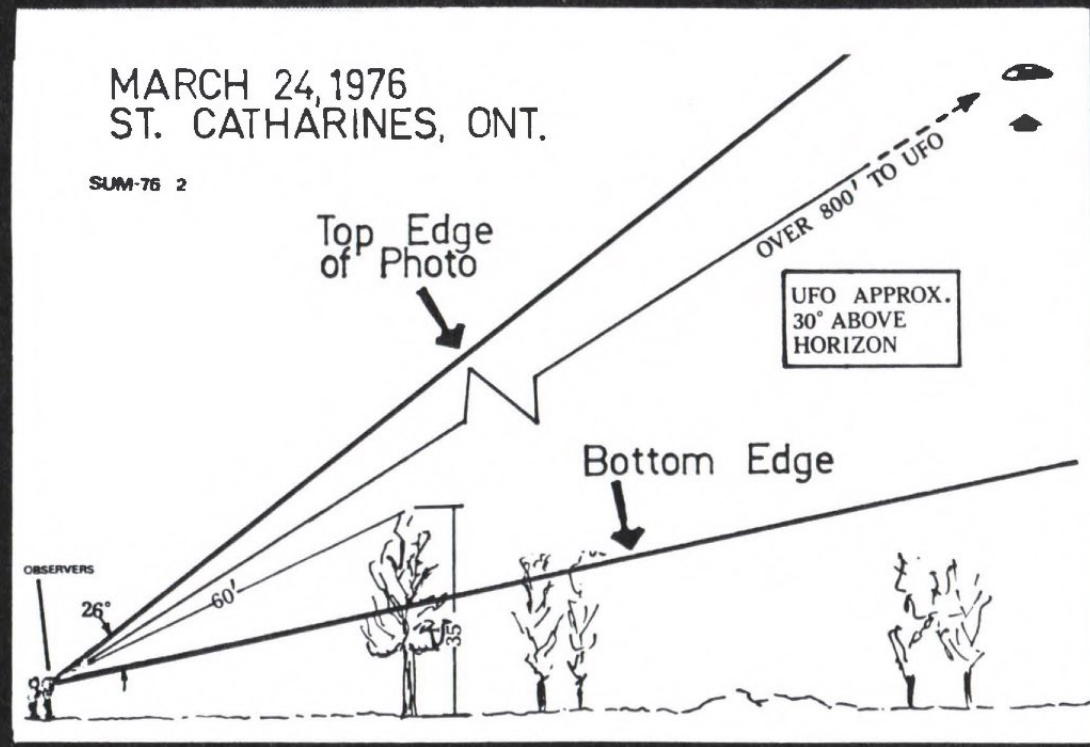 MARCH 24, 1976
ST. CATHARINES, ONT.
SUM-76 2
Top Edge
of Photo
OVER 800' TO UFO
UFO APPROX.
30° ABOVE
HORIZON
Bottom Edge
OBSERVERS
26°
60'
35'